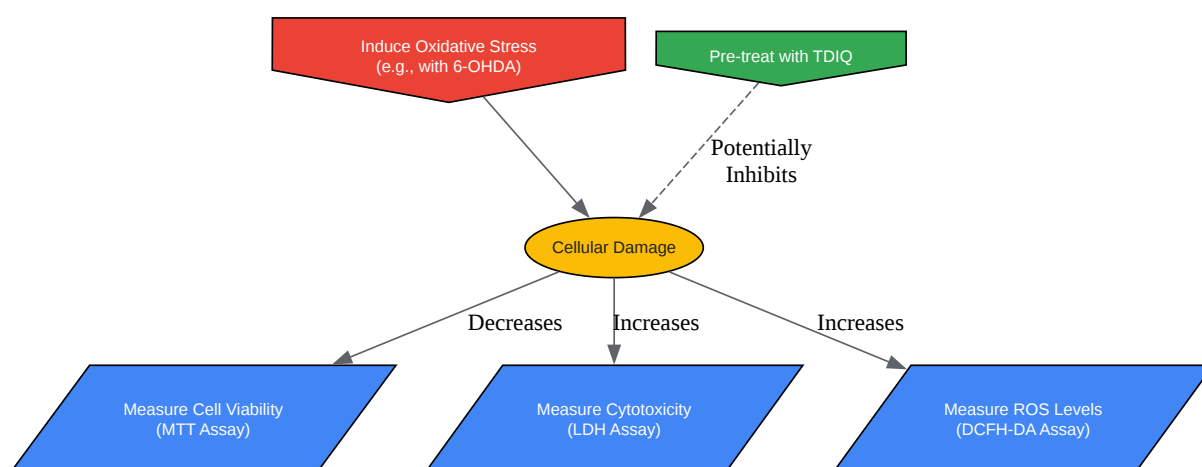 Induce Oxidative Stress
(e.g., with 6-OHDA)
Pre-treat with TDIQ
Potentially
Inhibits
Cellular Damage
Decreases
Increases
Increases
Measure Cell Viability
(MTT Assay)
Measure Cytotoxicity
(LDH Assay)
Measure ROS Levels
(DCFH-DA Assay)